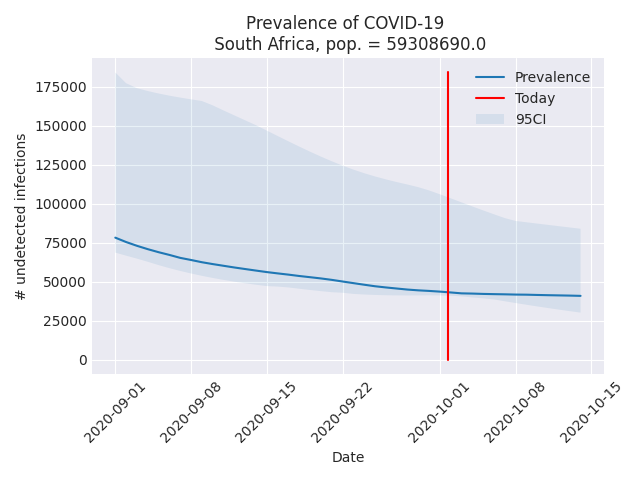 Prevalence of COVID-19
South Africa, pop. = 59308690.0
Prevalence
Today
95CI
# undetected infections
175000
150000
125000
100000
75000
50000
25000
0
2020-09-01
2020-09-08
2020-09-15
2020-09-22
2020-10-01
2020-10-08
2020-10-15
Date